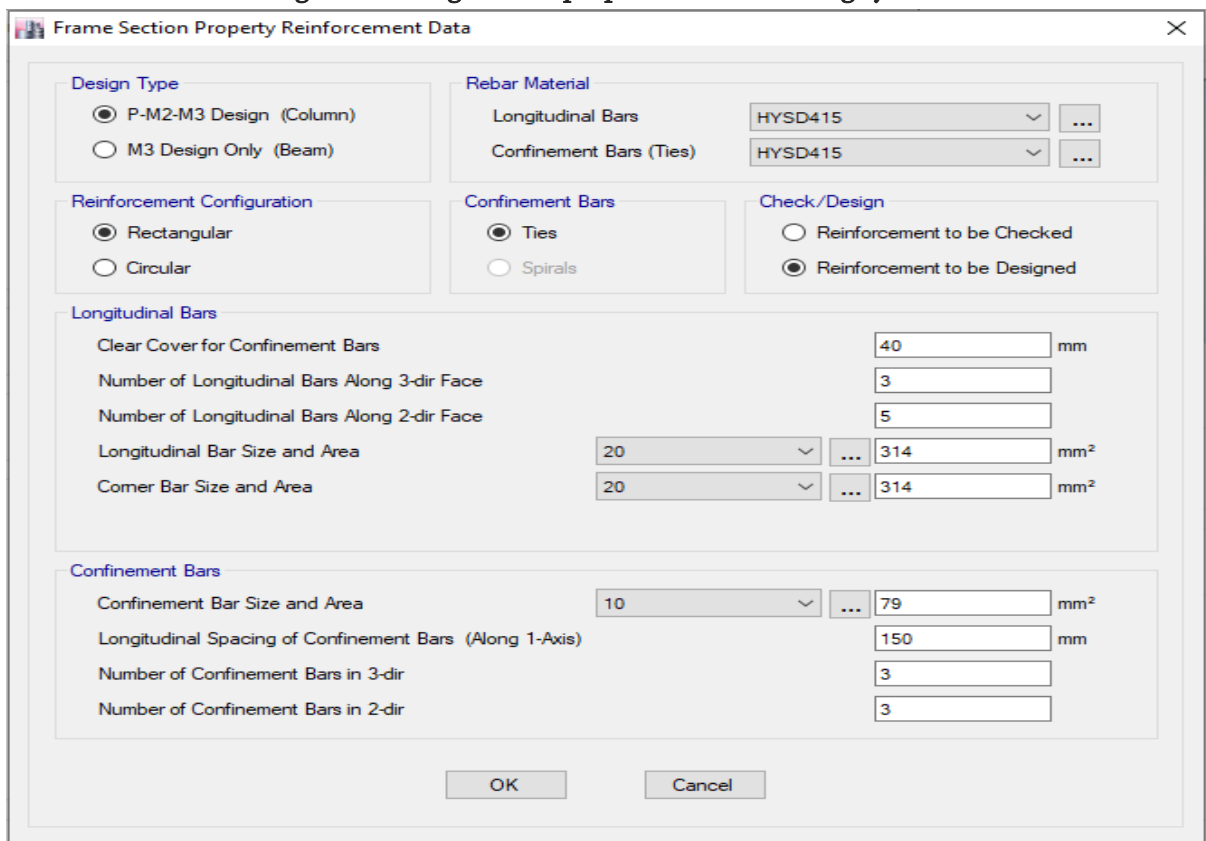 Frame Section Property Reinforcement Data
Design Type
P-M2-M3 Design (Column)
M3 Design Only (Beam)
Rebar Material
Longitudinal Bars HYSD415 ...
Confinement Bars (Ties) HYSD415 ...
Reinforcement Configuration
Rectangular
Circular
Confinement Bars
Ties
Spirals
Check/Design
Reinforcement to be Checked
Reinforcement to be Designed
Longitudinal Bars
Clear Cover for Confinement Bars 40 mm
Number of Longitudinal Bars Along 3-dir Face 3
Number of Longitudinal Bars Along 2-dir Face 5
Longitudinal Bar Size and Area 20 ... 314 mm²
Corner Bar Size and Area 20 ... 314 mm²
Confinement Bars
Confinement Bar Size and Area 10 ... 79 mm²
Longitudinal Spacing of Confinement Bars (Along 1-Axis) 150 mm
Number of Confinement Bars in 3-dir 3
Number of Confinement Bars in 2-dir 3
OK Cancel